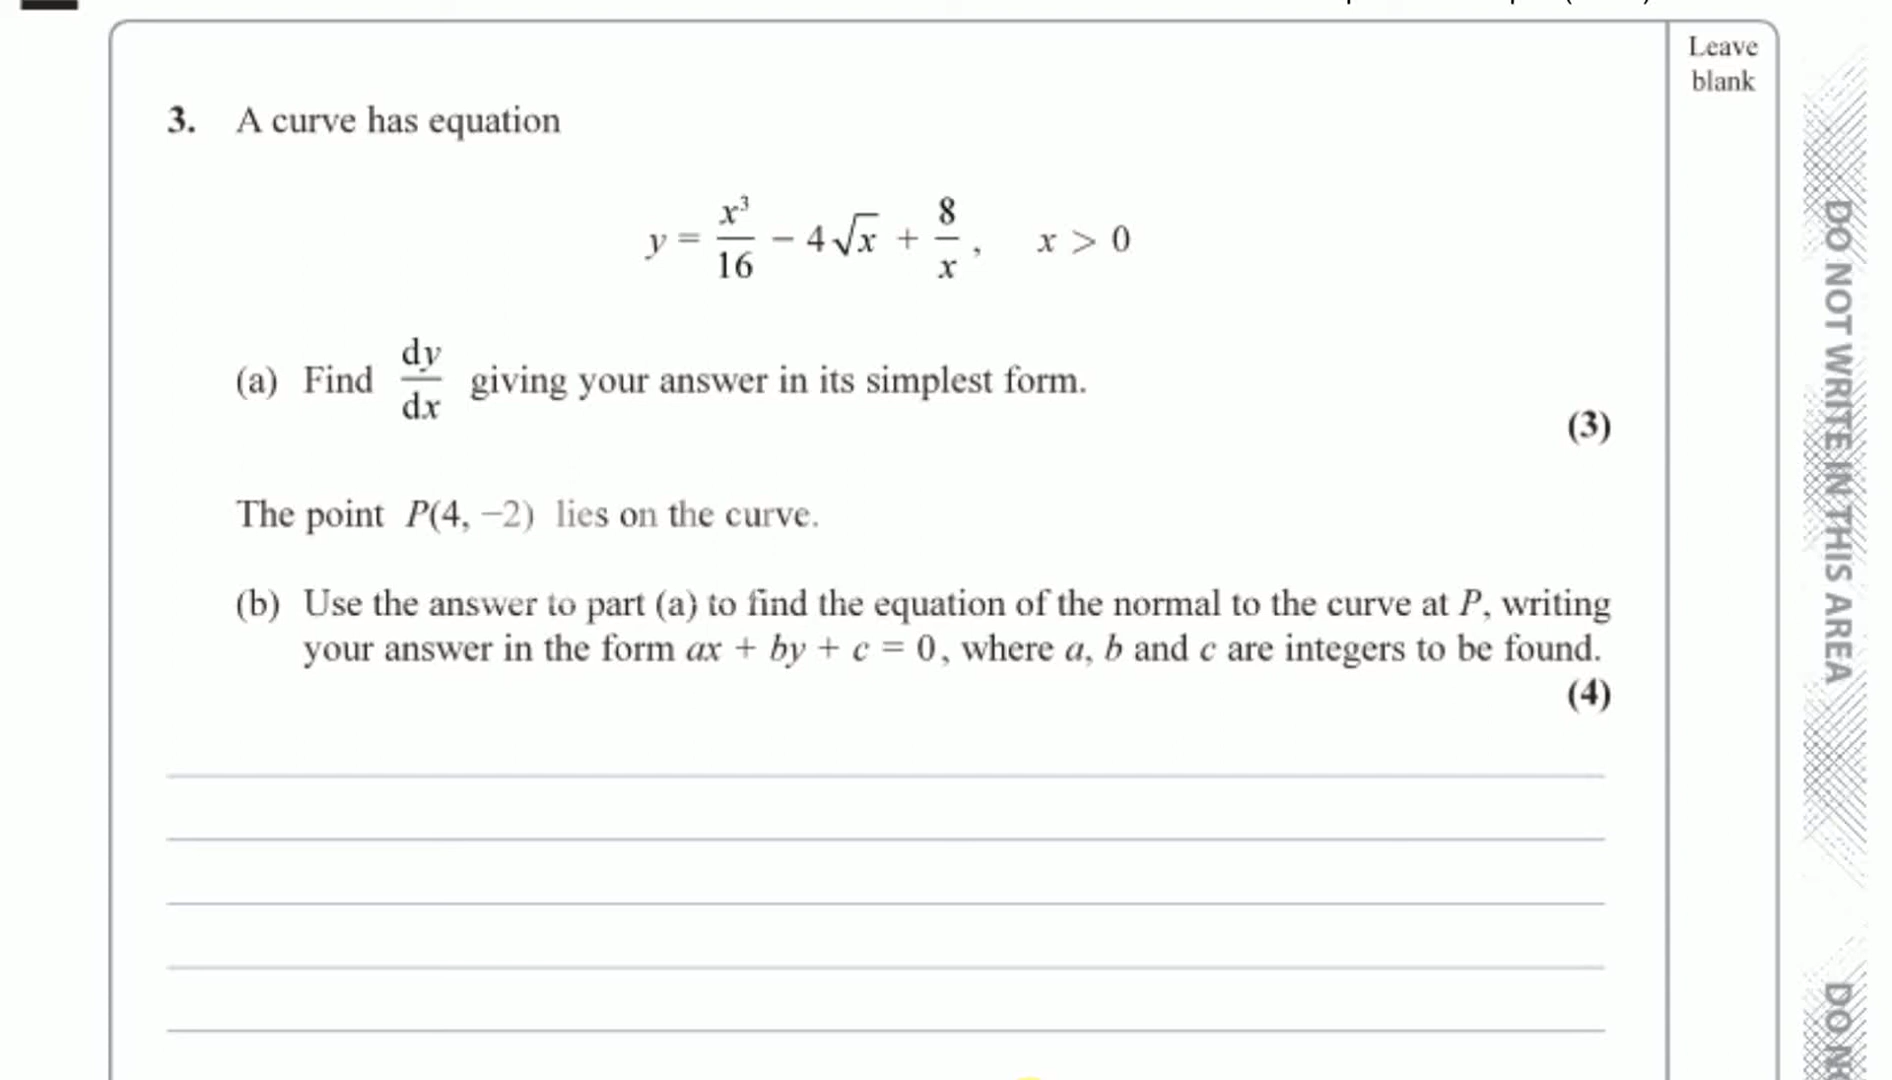 Leave
blank
3. A curve has equation
y = x³/16 − 4√x + 8/x , x > 0
(a) Find dy/dx giving your answer in its simplest form.
(3)
The point P(4, −2) lies on the curve.
(b) Use the answer to part (a) to find the equation of the normal to the curve at P, writing
your answer in the form ax + by + c = 0, where a, b and c are integers to be found.
(4)
DO NOT WRITE IN THIS AREA